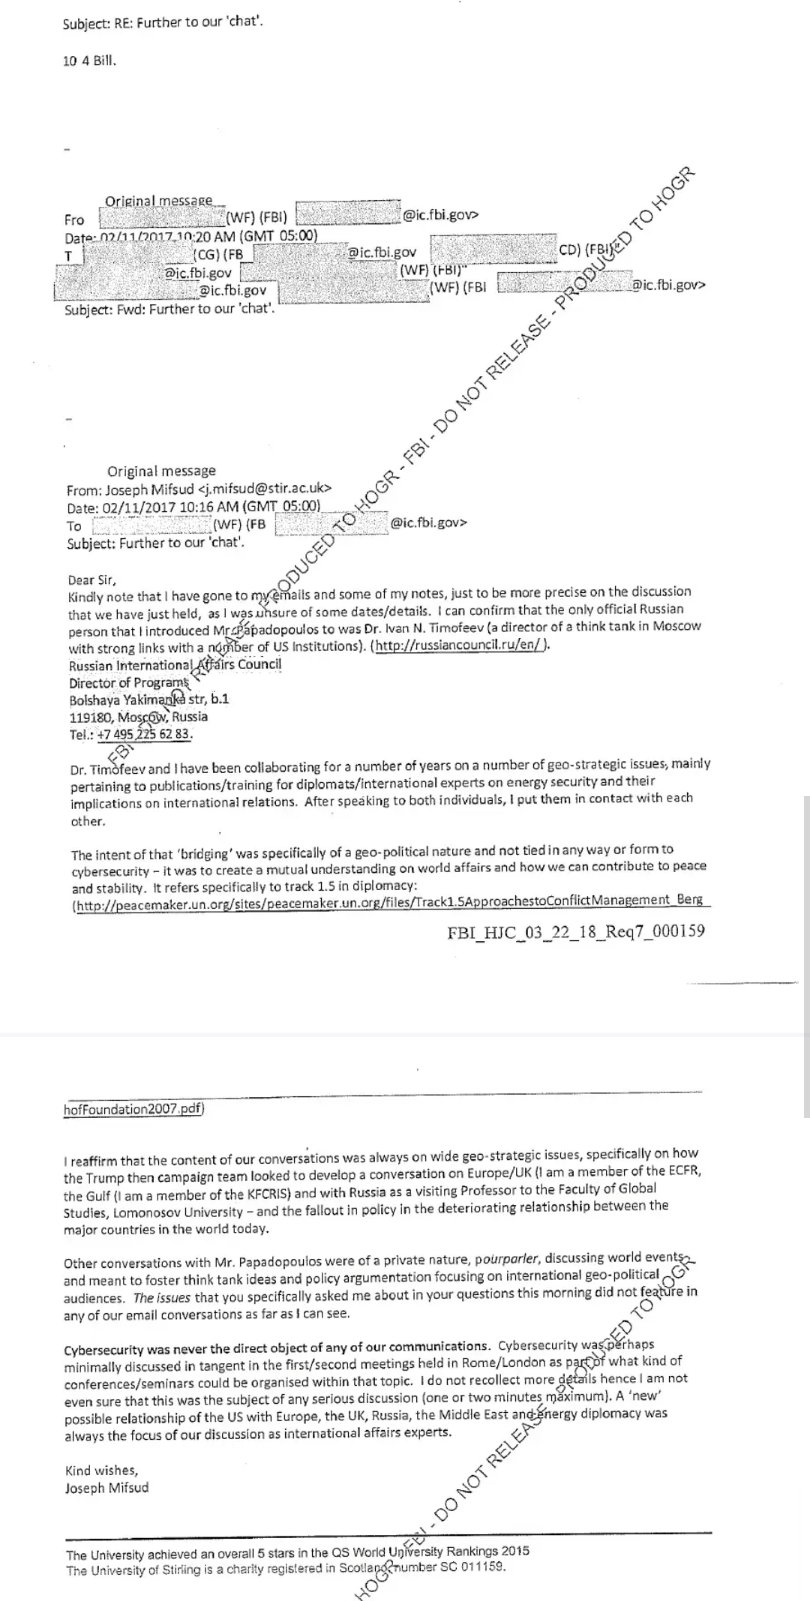 Subject: RE: Further to our 'chat'.
10 4 Bill.
Original message
Fro (WF) (FBI) @ic.fbi.gov>
Date: 02/11/2017 10:20 AM (GMT 05:00)
T (CG) (FB @ic.fbi.gov CD) (FBI)"
@ic.fbi.gov (WF) (FBI)"
@ic.fbi.gov (WF) (FBI @ic.fbi.gov>
Subject: Fwd: Further to our 'chat'.
Original message
From: Joseph Mifsud <j.mifsud@stir.ac.uk>
Date: 02/11/2017 10:16 AM (GMT 05:00)
To (WF) (FB @ic.fbi.gov>
Subject: Further to our 'chat'.
Dear Sir,
Kindly note that I have gone to my emails and some of my notes, just to be more precise on the discussion
that we have just held, as I was unsure of some dates/details. I can confirm that the only official Russian
person that I introduced Mr. Papadopoulos to was Dr. Ivan N. Timofeev (a director of a think tank in Moscow
with strong links with a number of US Institutions). (http://russiancouncil.ru/en/ ).
Russian International Affairs Council
Director of Programs
Bolshaya Yakimanka str, b.1
119180, Moscow, Russia
Tel.: +7 495 225 62 83.
Dr. Timofeev and I have been collaborating for a number of years on a number of geo-strategic issues, mainly
pertaining to publications/training for diplomats/international experts on energy security and their
implications on international relations. After speaking to both individuals, I put them in contact with each
other.
The intent of that 'bridging' was specifically of a geo-political nature and not tied in any way or form to
cybersecurity – it was to create a mutual understanding on world affairs and how we can contribute to peace
and stability. It refers specifically to track 1.5 in diplomacy:
(http://peacemaker.un.org/sites/peacemaker.un.org/files/Track1.5ApproachestoConflictManagement_Berg
FBI_HJC_03_22_18_Req7_000159
FBI - DO NOT RELEASE - PRODUCED TO HOGR - FBI - DO NOT RELEASE - PRODUCED TO HOGR
hofFoundation2007.pdf)
I reaffirm that the content of our conversations was always on wide geo-strategic issues, specifically on how
the Trump then campaign team looked to develop a conversation on Europe/UK (I am a member of the ECFR,
the Gulf (I am a member of the KFCRIS) and with Russia as a visiting Professor to the Faculty of Global
Studies, Lomonosov University – and the fallout in policy in the deteriorating relationship between the
major countries in the world today.
Other conversations with Mr. Papadopoulos were of a private nature, pourparler, discussing world events
and meant to foster think tank ideas and policy argumentation focusing on international geo-political
audiences. The issues that you specifically asked me about in your questions this morning did not feature in
any of our email conversations as far as I can see.
Cybersecurity was never the direct object of any of our communications. Cybersecurity was perhaps
minimally discussed in tangent in the first/second meetings held in Rome/London as part of what kind of
conferences/seminars could be organised within that topic. I do not recollect more details hence I am not
even sure that this was the subject of any serious discussion (one or two minutes maximum). A 'new'
possible relationship of the US with Europe, the UK, Russia, the Middle East and energy diplomacy was
always the focus of our discussion as international affairs experts.
Kind wishes,
Joseph Mifsud
The University achieved an overall 5 stars in the QS World University Rankings 2015
The University of Stirling is a charity registered in Scotland, number SC 011159.
HOGR - FBI - DO NOT RELEASE - PRODUCED TO HOGR